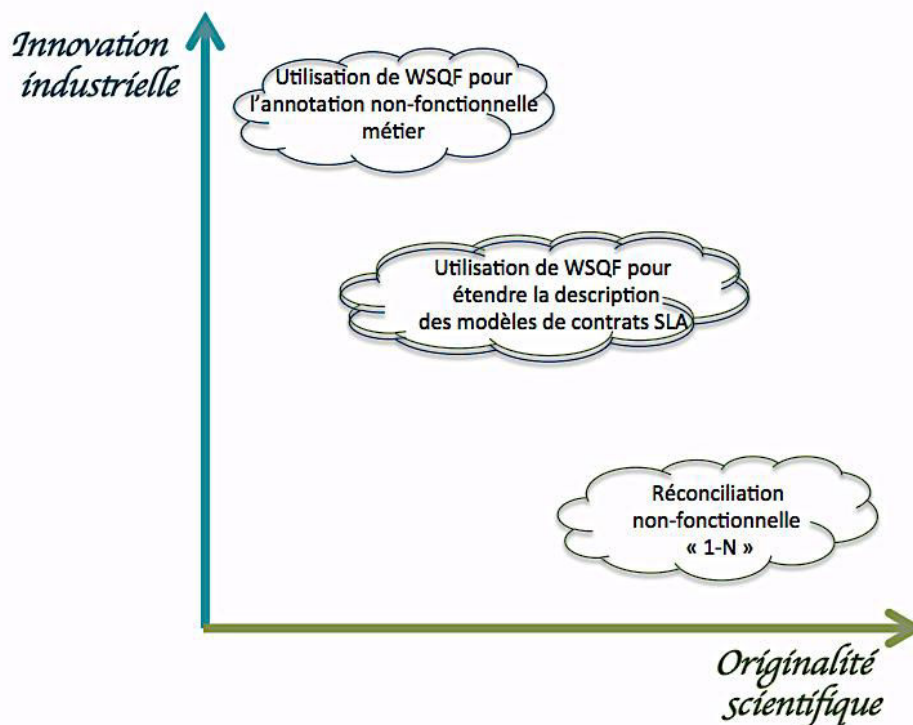 Innovation
industrielle
Utilisation de WSQF pour
l'annotation non-fonctionnelle
métier
Utilisation de WSQF pour
étendre la description
des modèles de contrats SLA
Réconciliation
non-fonctionnelle
« 1-N »
Originalité
scientifique